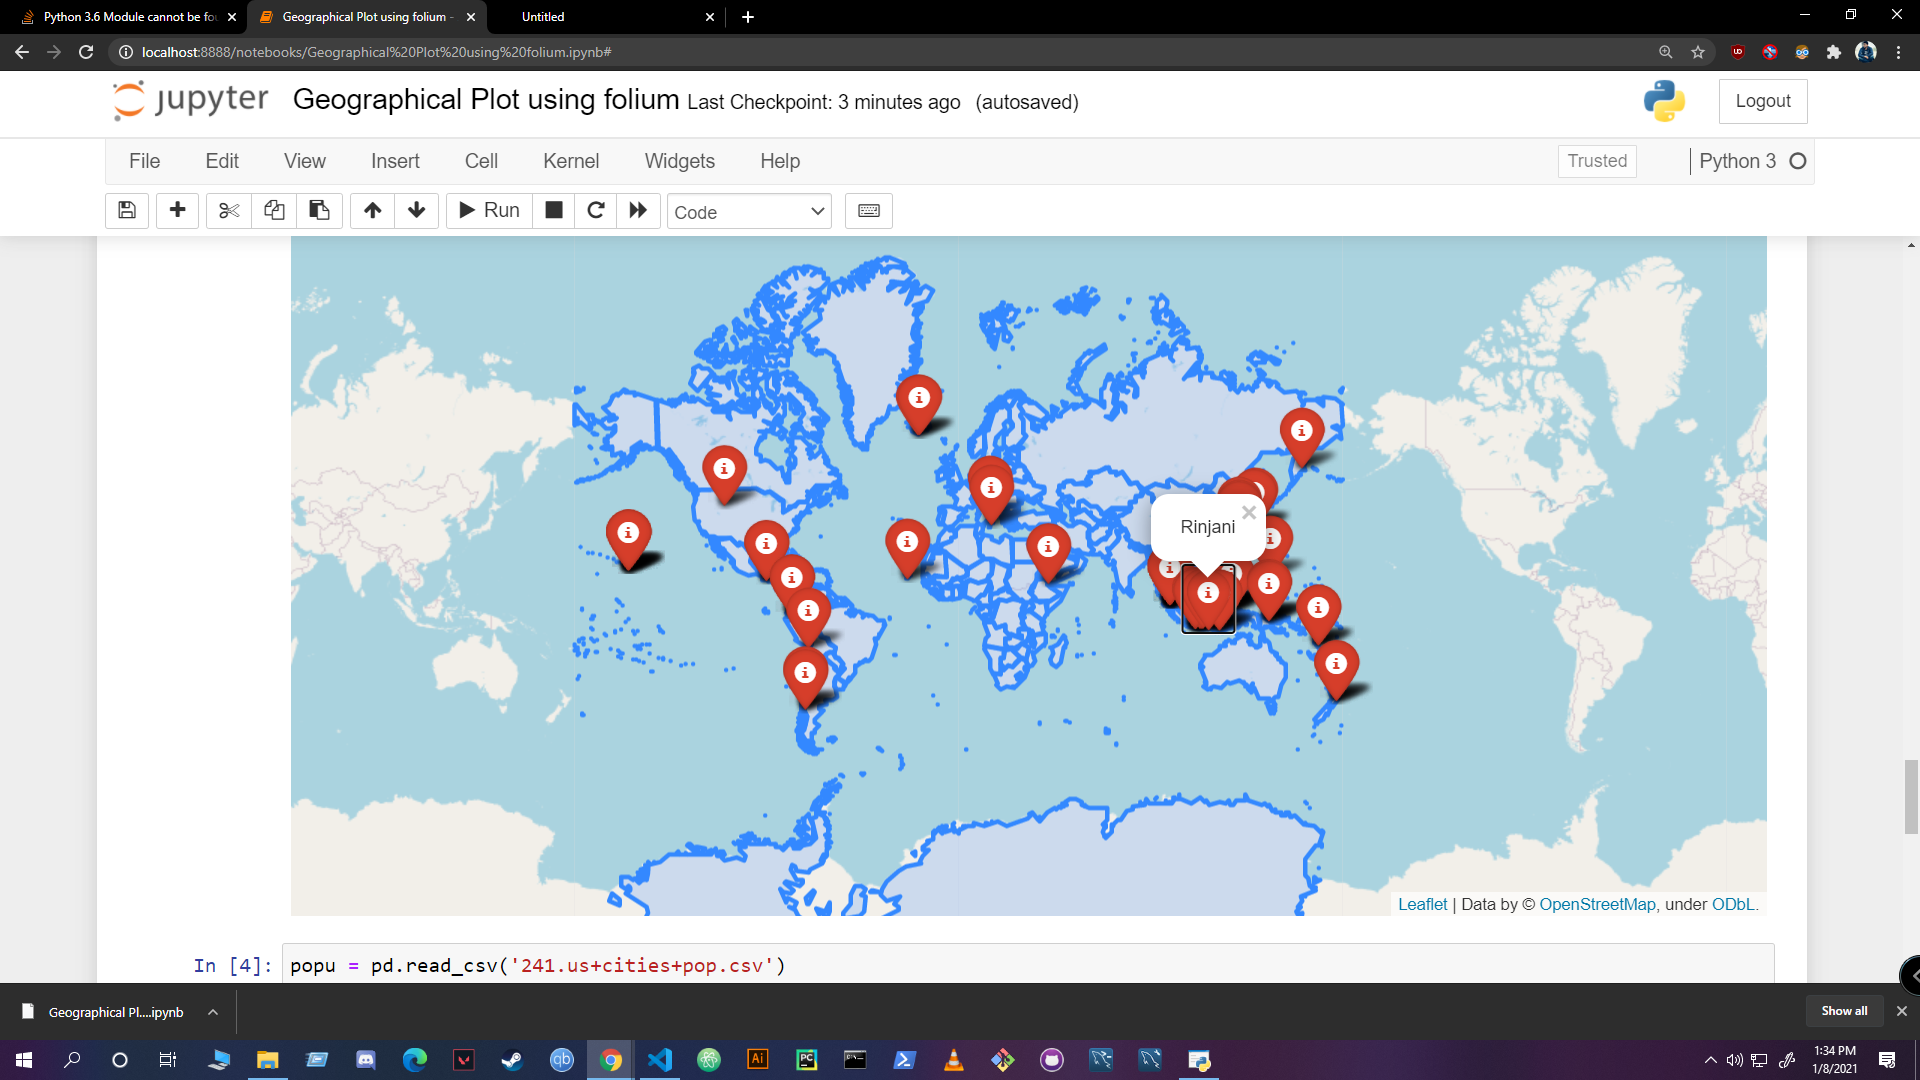 Python 3.6 Module cannot be fou
Geographical Plot using folium -
Untitled
localhost:8888/notebooks/Geographical%20Plot%20using%20folium.ipynb#
jupyter Geographical Plot using folium Last Checkpoint: 3 minutes ago (autosaved)
Logout
File Edit View Insert Cell Kernel Widgets Help
Trusted
Python 3
Run
Code
Rinjani
Leaflet | Data by © OpenStreetMap, under ODbL.
In [4]: popu = pd.read_csv('241.us+cities+pop.csv')
Geographical Pl....ipynb
Show all
1:34 PM
1/8/2021